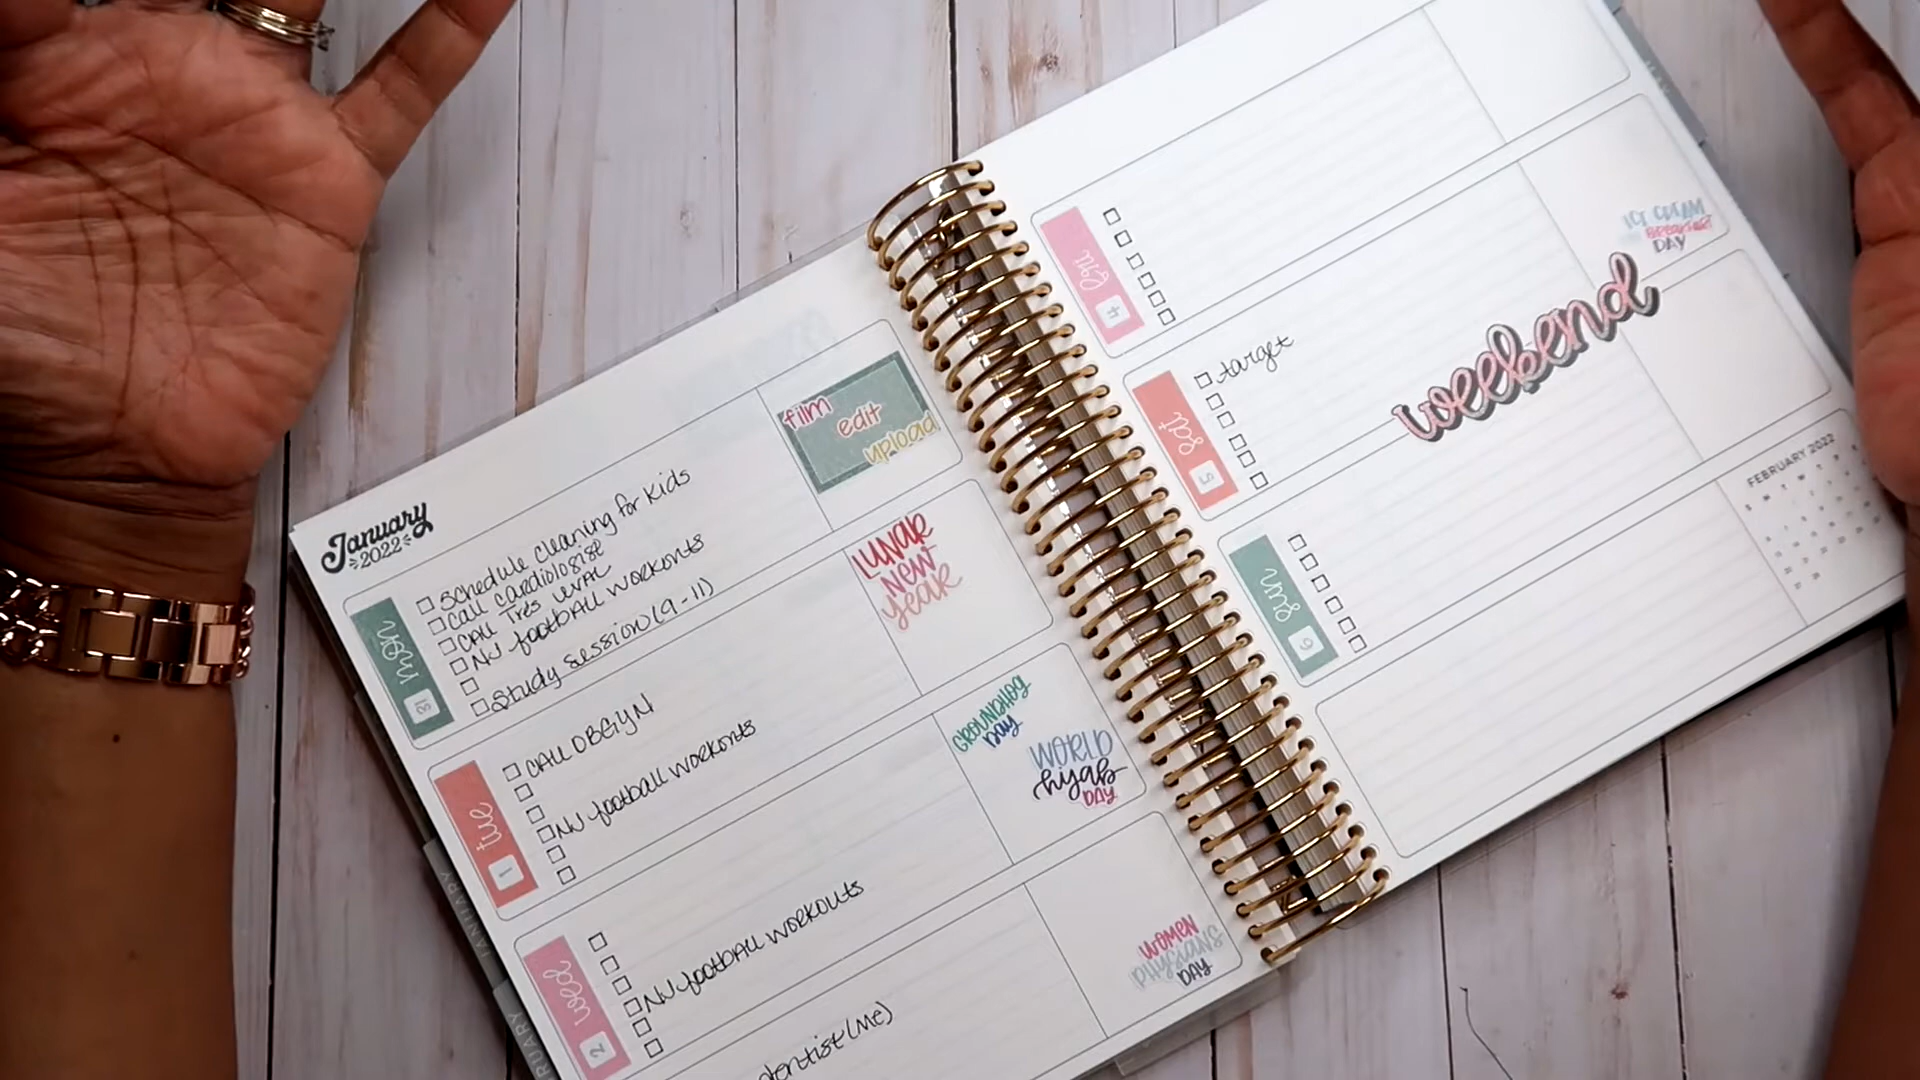 January
2022
mon
31
Schedule cleaning for kids
Call cardiologist
Call Tres
NJ football workouts
Study session (9-11)
film
edit
upload
tue
1
CALL OBGYN
NJ football workouts
LUNAR
NEW
year
wed
2
NJ football workouts
GROUNDHOG
DAY
WORLD
hijab
DAY
dentist (me)
WOMEN
PHYSICIANS
DAY
JANUARY
fri
4
sat
5
target
ICE CREAM
BREAKFAST
DAY
weekend
sun
6
FEBRUARY 2022